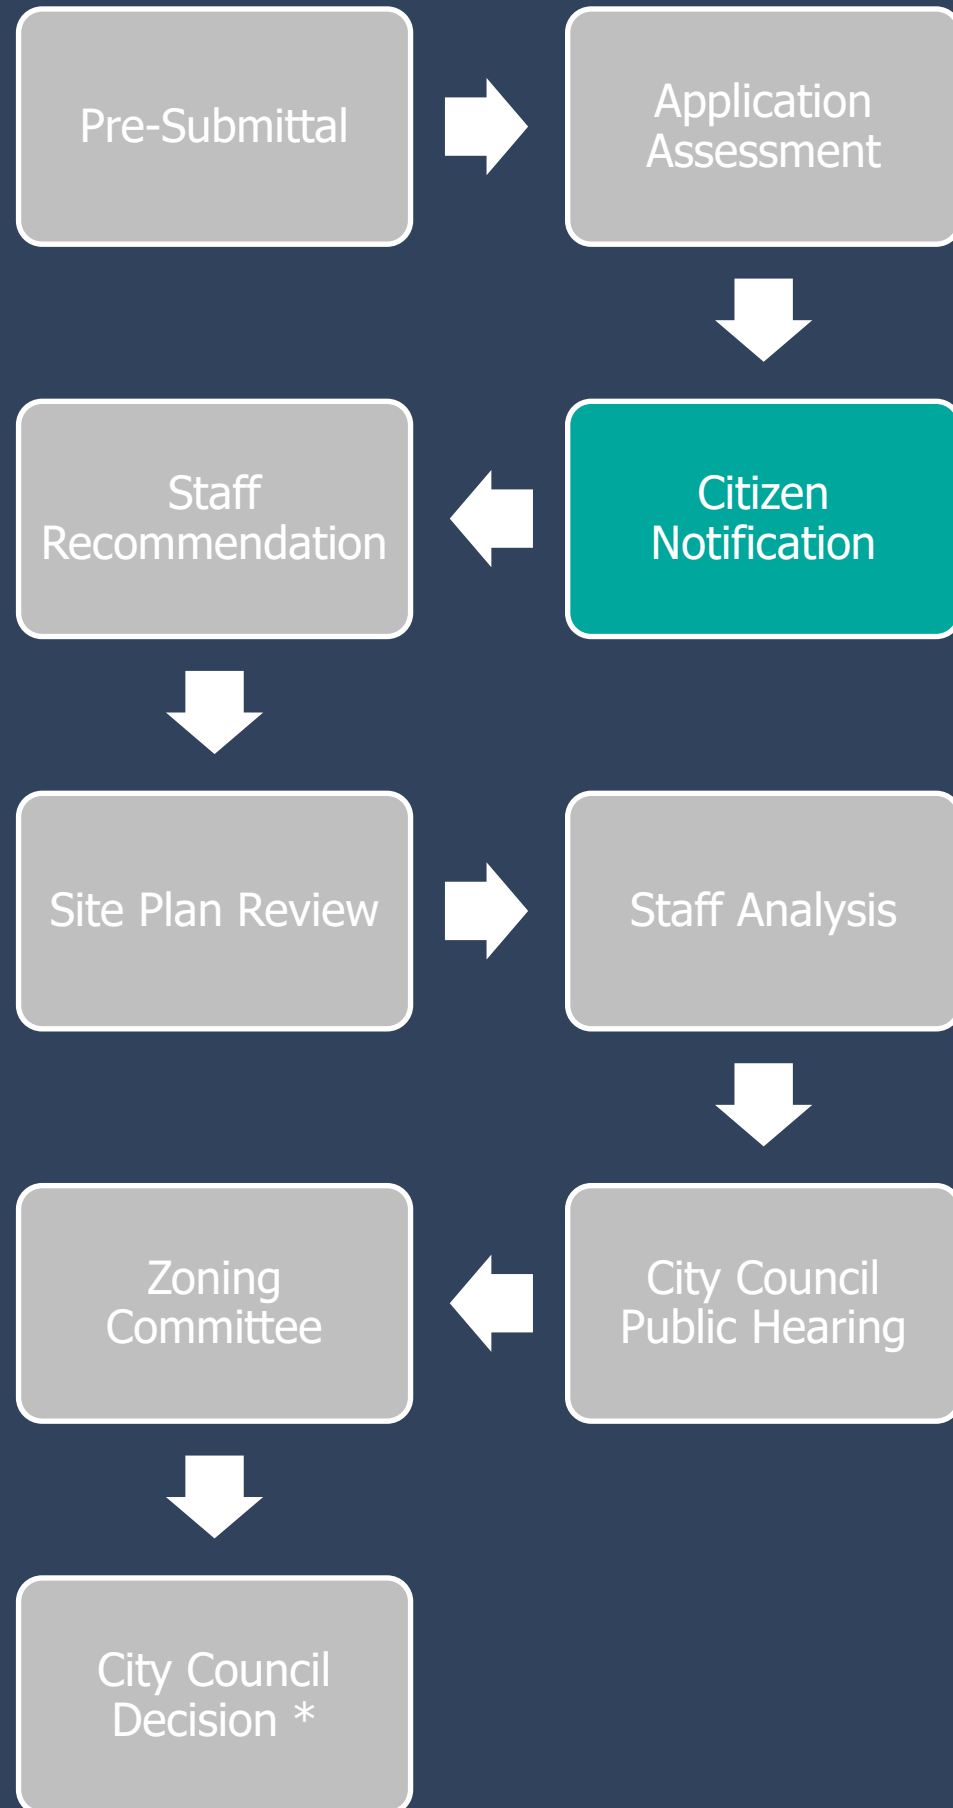 Pre-Submittal
Application
Assessment
Citizen
Notification
Staff
Recommendation
Site Plan Review
Staff Analysis
City Council
Public Hearing
Zoning
Committee
City Council
Decision *